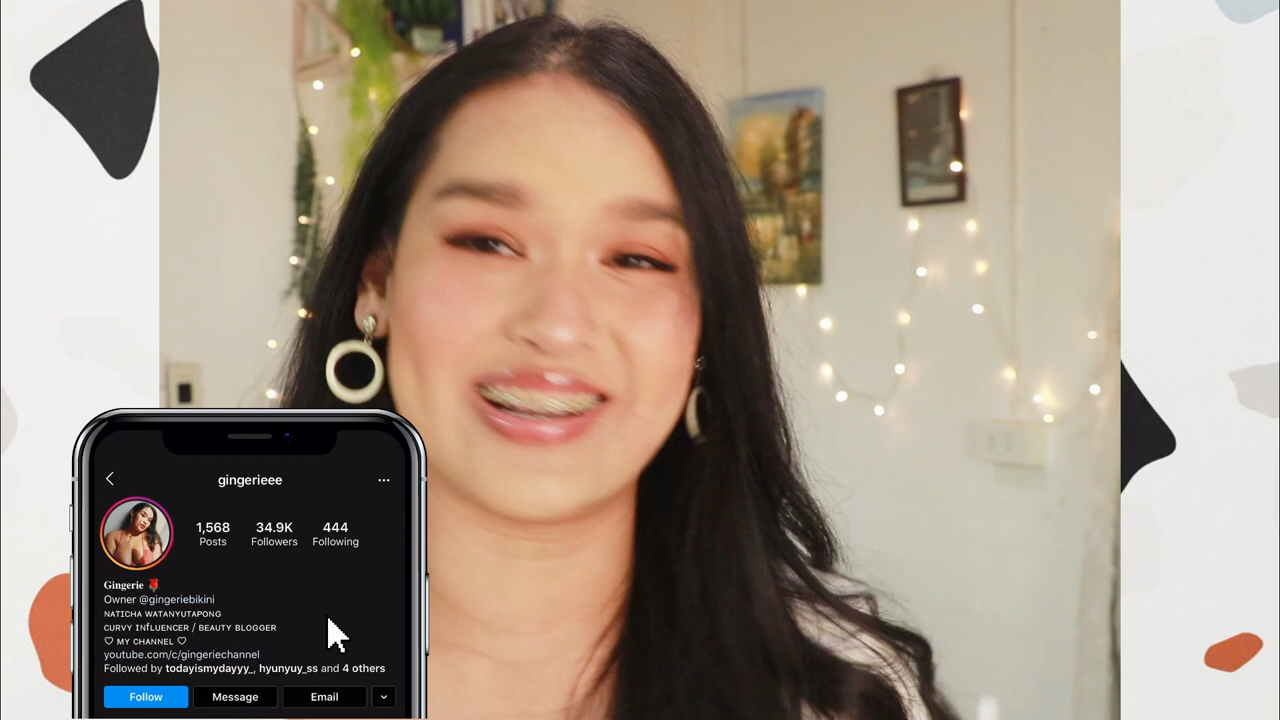 gingerieee
1,568 34.9K 444
Posts Followers Following
Gingerie
Owner @gingeriebikini
NATICHA WATANYUTAPONG
CURVY INfLUENCER / BEAUTY BLOGGER
♡ MY CHANNEL ♡
youtube.com/c/gingeriechannel
Followed by todayismydayyy_, hyunyuy_ss and 4 others
Follow Message Email